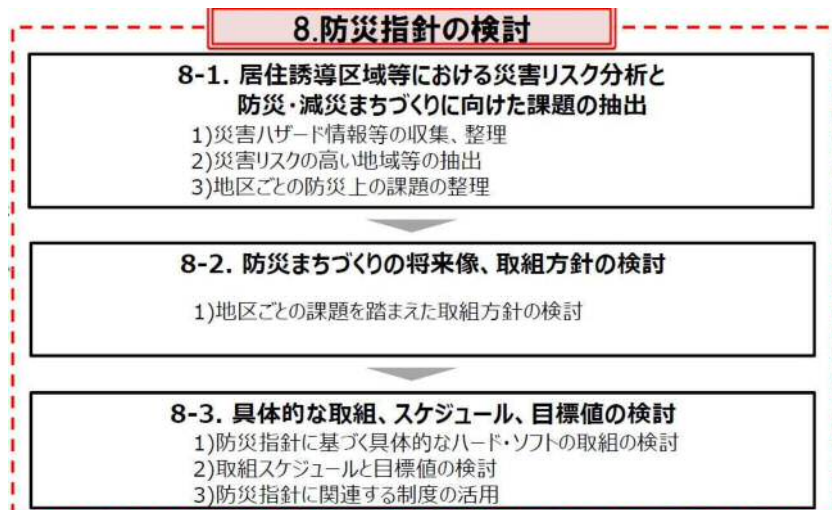 8.防災指針の検討
8-1. 居住誘導区域等における災害リスク分析と
防災・減災まちづくりに向けた課題の抽出
1)災害ハザード情報等の収集、整理
2)災害リスクの高い地域等の抽出
3)地区ごとの防災上の課題の整理
8-2. 防災まちづくりの将来像、取組方針の検討
1)地区ごとの課題を踏まえた取組方針の検討
8-3. 具体的な取組、スケジュール、目標値の検討
1)防災指針に基づく具体的なハード・ソフトの取組の検討
2)取組スケジュールと目標値の検討
3)防災指針に関連する制度の活用